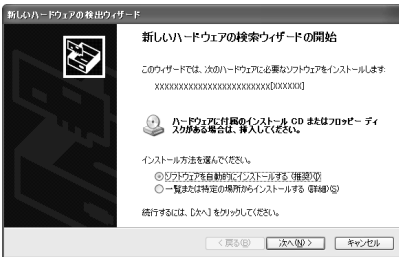 新しいハードウェアの検出ウィザード
新しいハードウェアの検索ウィザードの開始
このウィザードでは、次のハードウェアに必要なソフトウェアをインストールします:
XXXXXXXXXXXXXXXXXXXXXXXX[XXXXXX]
ハードウェアに付属のインストール CD またはフロッピー ディ
スクがある場合は、挿入してください。
インストール方法を選んでください。
ソフトウェアを自動的にインストールする (推奨)(I)
一覧または特定の場所からインストールする (詳細)(S)
続行するには、[次へ] をクリックしてください。
< 戻る(B)
次へ(N) >
キャンセル